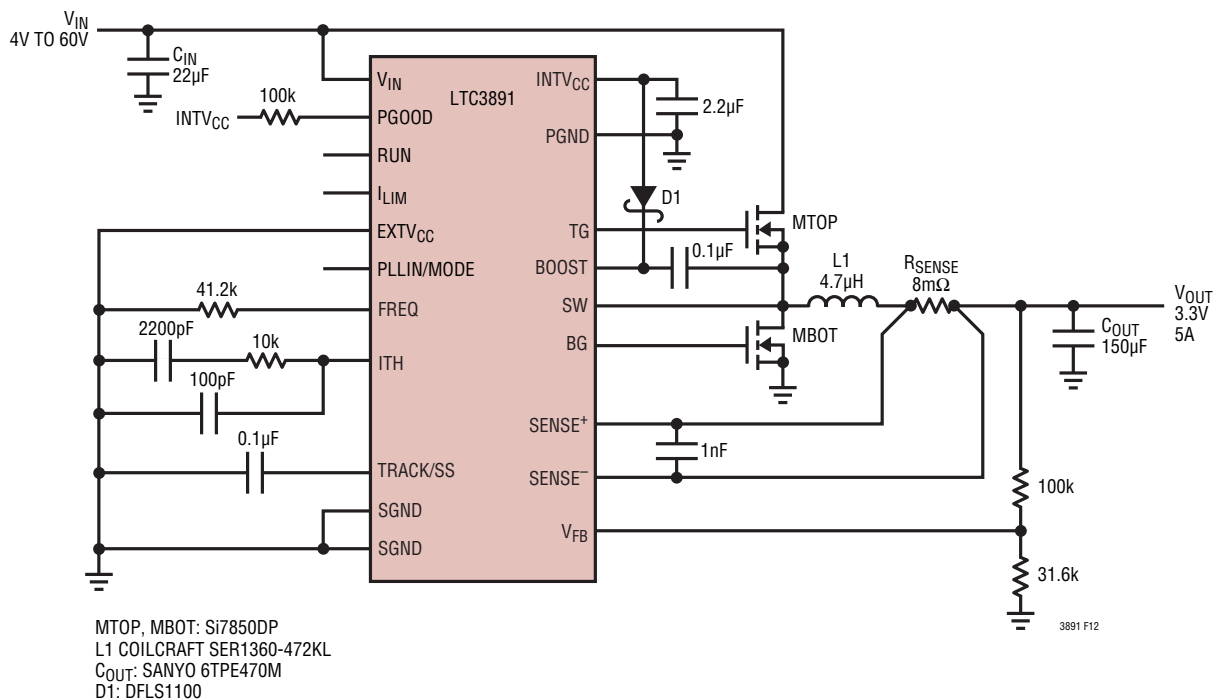 VIN
4V TO 60V
CIN
22µF
INTVCC
100k
VIN
PGOOD
RUN
ILIM
EXTVCC
PLLIN/MODE
FREQ
ITH
TRACK/SS
SGND
SGND
LTC3891
INTVCC
PGND
TG
BOOST
SW
BG
SENSE+
SENSE–
VFB
41.2k
2200pF
10k
100pF
0.1µF
2.2µF
D1
0.1µF
MTOP
L1
4.7µH
RSENSE
8mΩ
MBOT
VOUT
3.3V
5A
COUT
150µF
1nF
100k
31.6k
3891 F12
MTOP, MBOT: Si7850DP
L1 COILCRAFT SER1360-472KL
COUT: SANYO 6TPE470M
D1: DFLS1100